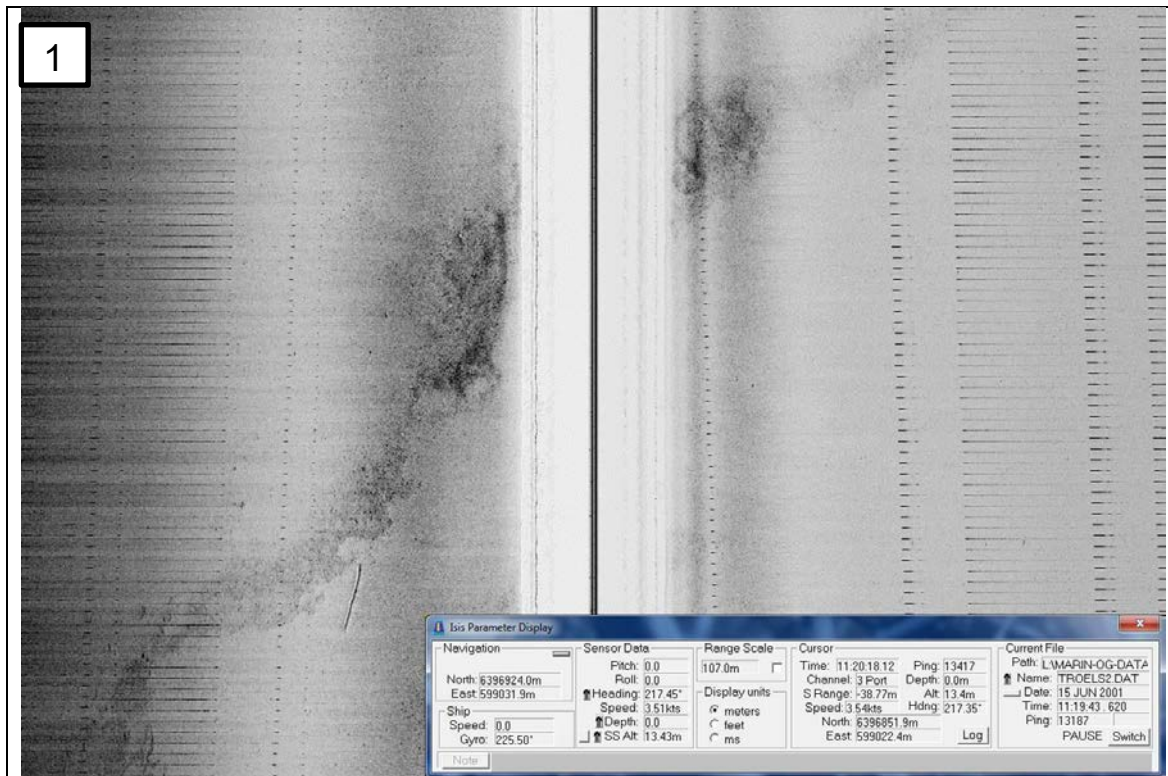 1
Isis Parameter Display
x
Navigation
North: 6396924.0m
East: 599031.9m
Ship
Speed: 0.0
Gyro: 225.50°
Sensor Data
Pitch: 0.0
Roll: 0.0
Heading: 217.45°
Speed: 3.51kts
Depth: 0.0
SS Alt: 13.43m
Range Scale
107.0m
Display units
meters
feet
ms
Cursor
Time: 11:20:18.12 Ping: 13417
Channel: 3 Port Depth: 0.0m
S Range: -38.77m Alt: 13.4m
Speed: 3.54kts Hdng: 217.35°
North: 6396851.9m
East: 599022.4m Log
Current File
Path: L:\MARIN-OG-DATA
Name: TROELS2.DAT
Date: 15 JUN 2001
Time: 11:19:43 .620
Ping: 13187
PAUSE Switch
Note